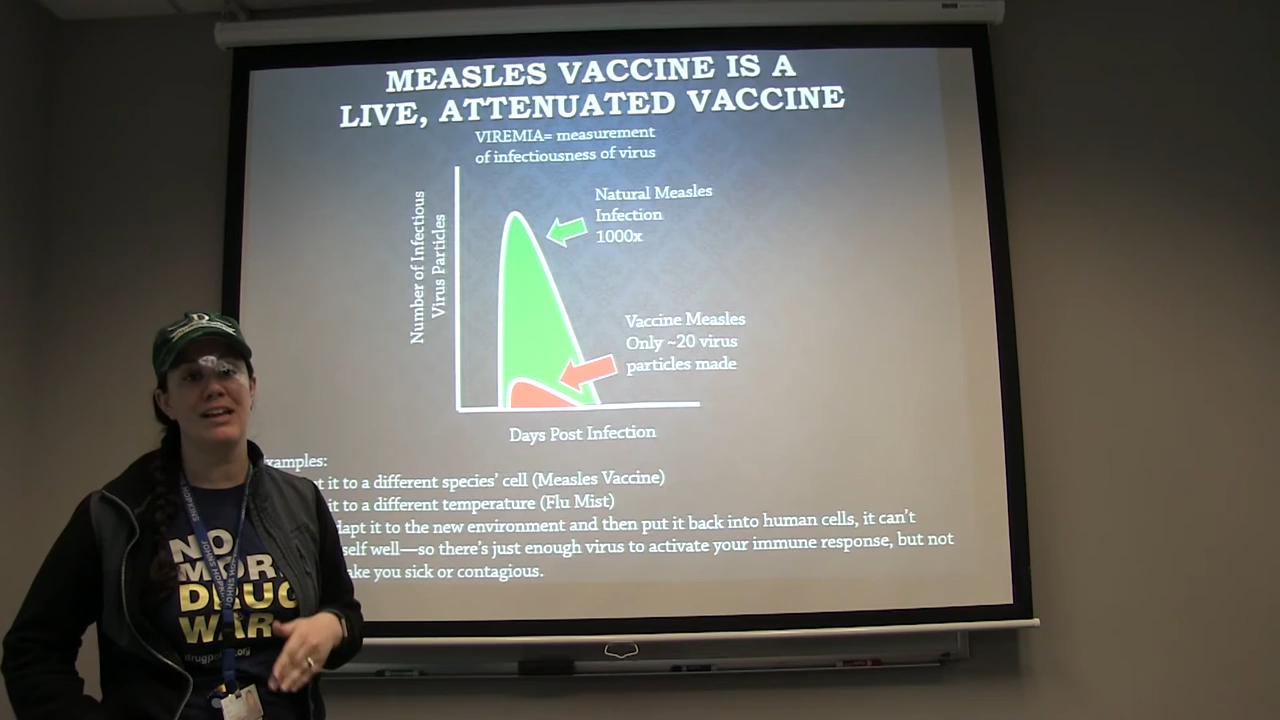 MEASLES VACCINE IS A
LIVE, ATTENUATED VACCINE
VIREMIA= measurement
of infectiousness of virus
Number of Infectious
Virus Particles
Natural Measles
Infection
1000x
Vaccine Measles
Only ~20 virus
particles made
Days Post Infection
xamples:
it to a different species' cell (Measles Vaccine)
it to a different temperature (Flu Mist)
dapt it to the new environment and then put it back into human cells, it can't
self well—so there's just enough virus to activate your immune response, but not
ake you sick or contagious.
NO
MOR
DRUG
WAR
JOHNS HOPKINS